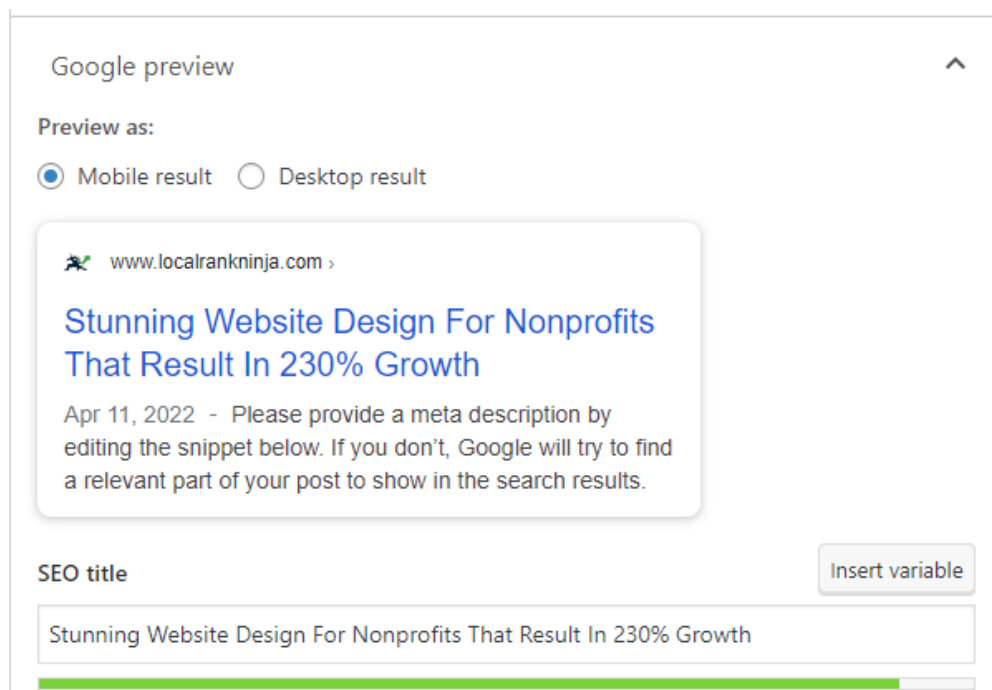 Google preview
Preview as:
Mobile result Desktop result
www.localrankninja.com ›
Stunning Website Design For Nonprofits
That Result In 230% Growth
Apr 11, 2022 - Please provide a meta description by
editing the snippet below. If you don’t, Google will try to find
a relevant part of your post to show in the search results.
SEO title Insert variable
Stunning Website Design For Nonprofits That Result In 230% Growth